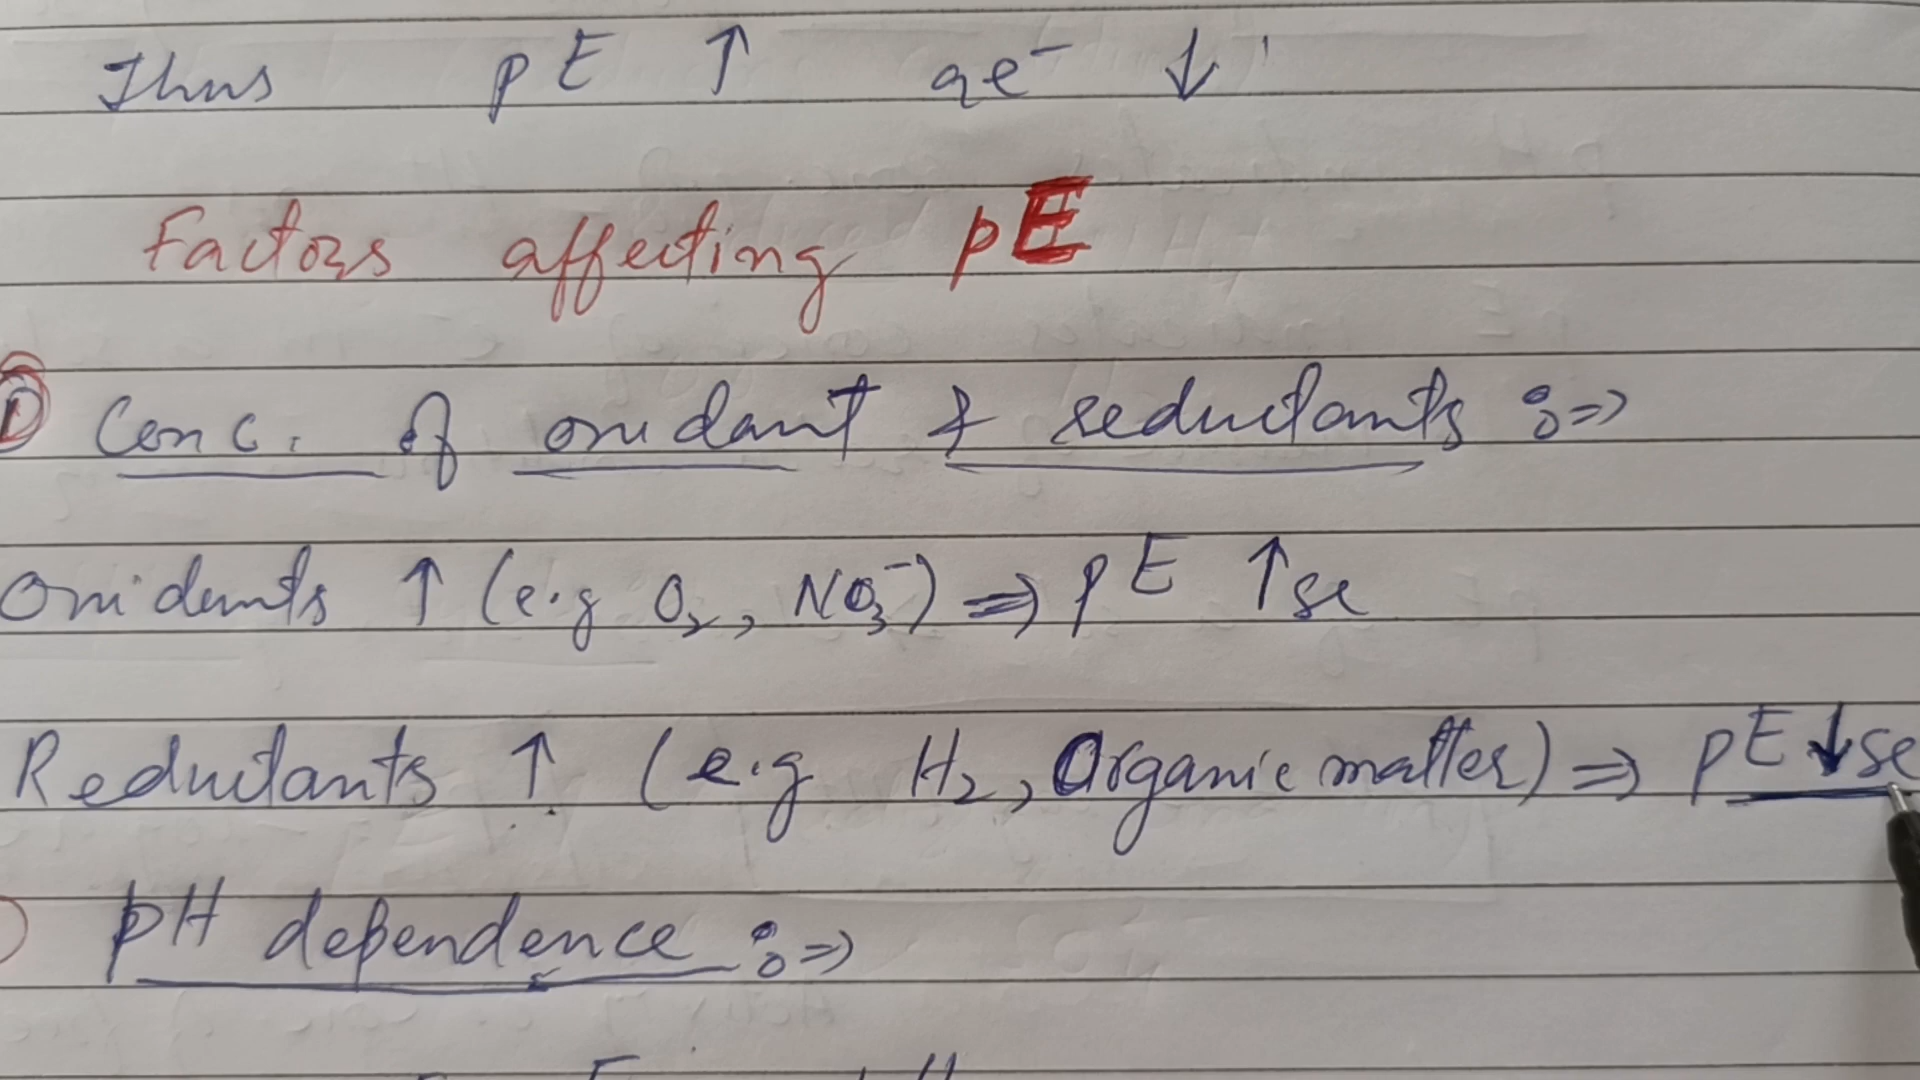 Thus pE ↑ ae⁻ ↓
Factors affecting pE
① Conc. of oxidant & reductants :⇒
Oxidants ↑ (e.g O₂, NO₃⁻) ⇒ pE ↑se
Reductants ↑ (e.g H₂, Organic matter) ⇒ pE ↓se
pH dependence :⇒